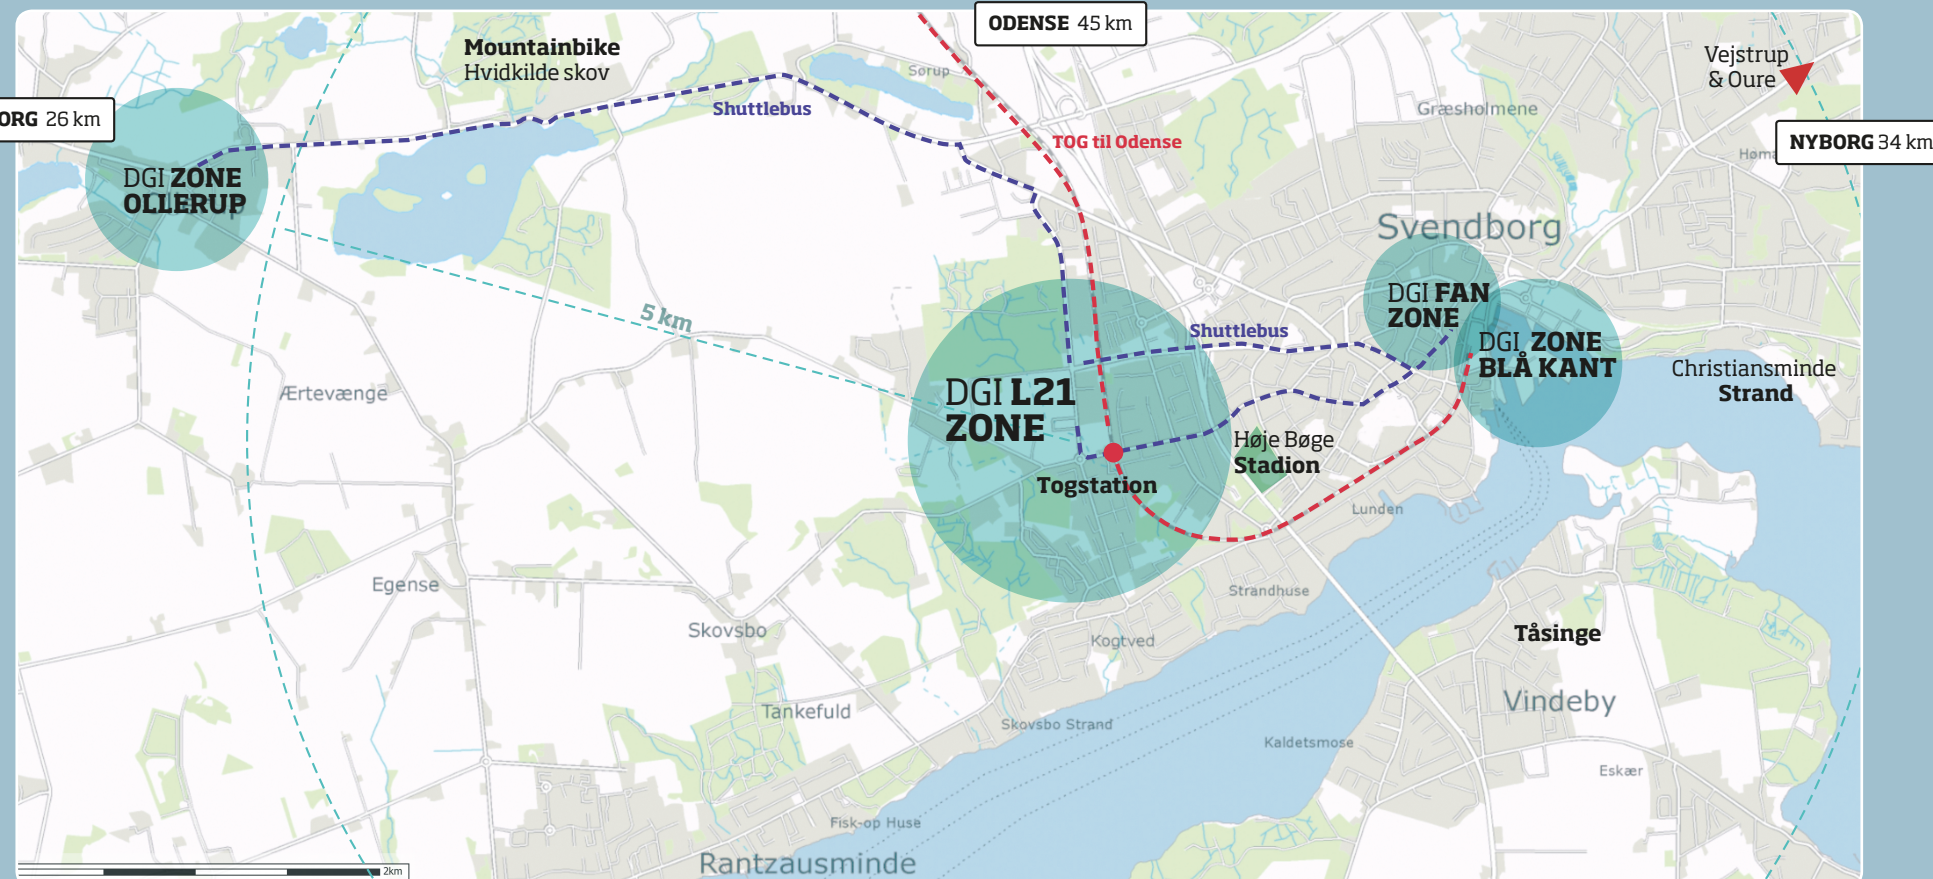 ODENSE 45 km
Mountainbike
Hvidkilde skov
Sørup
Vejstrup
& Oure
Shuttlebus
Græsholmene
ORG 26 km
TOG til Odense
NYBORG 34 km
Høma
DGI ZONE
OLLERUP
Svendborg
5 km
DGI FAN
ZONE
Shuttlebus
DGI ZONE
BLÅ KANT
Christiansminde
Strand
Ærtevænge
DGI L21
ZONE
Høje Bøge
Stadion
Togstation
Lunden
Egense
Strandhuse
Skovsbo
Kogtved
Tåsinge
Vindeby
Tankefuld
Skovsbo Strand
Kaldetsmose
Eskær
Fisk-op Huse
Rantzausminde
2km